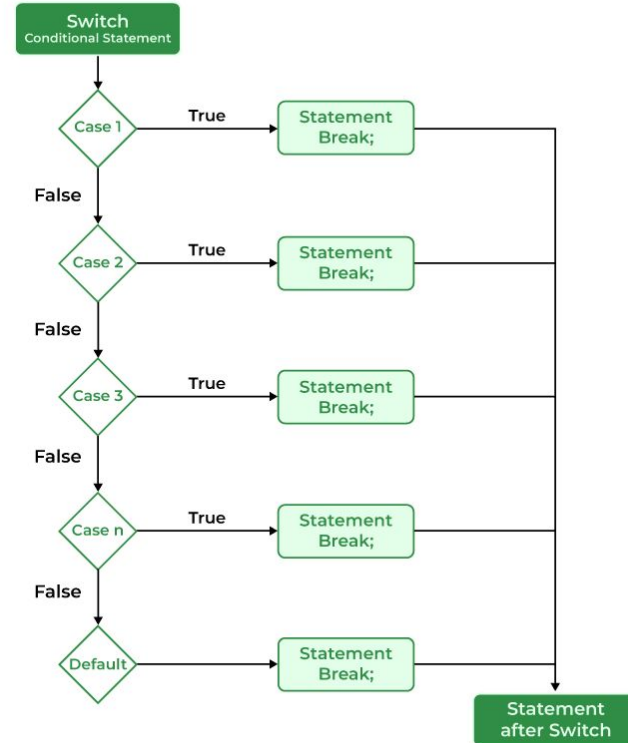 Switch
Conditional Statement
Case 1
True
Statement
Break;
False
Case 2
True
Statement
Break;
False
Case 3
True
Statement
Break;
False
Case n
True
Statement
Break;
False
Default
Statement
Break;
Statement
after Switch